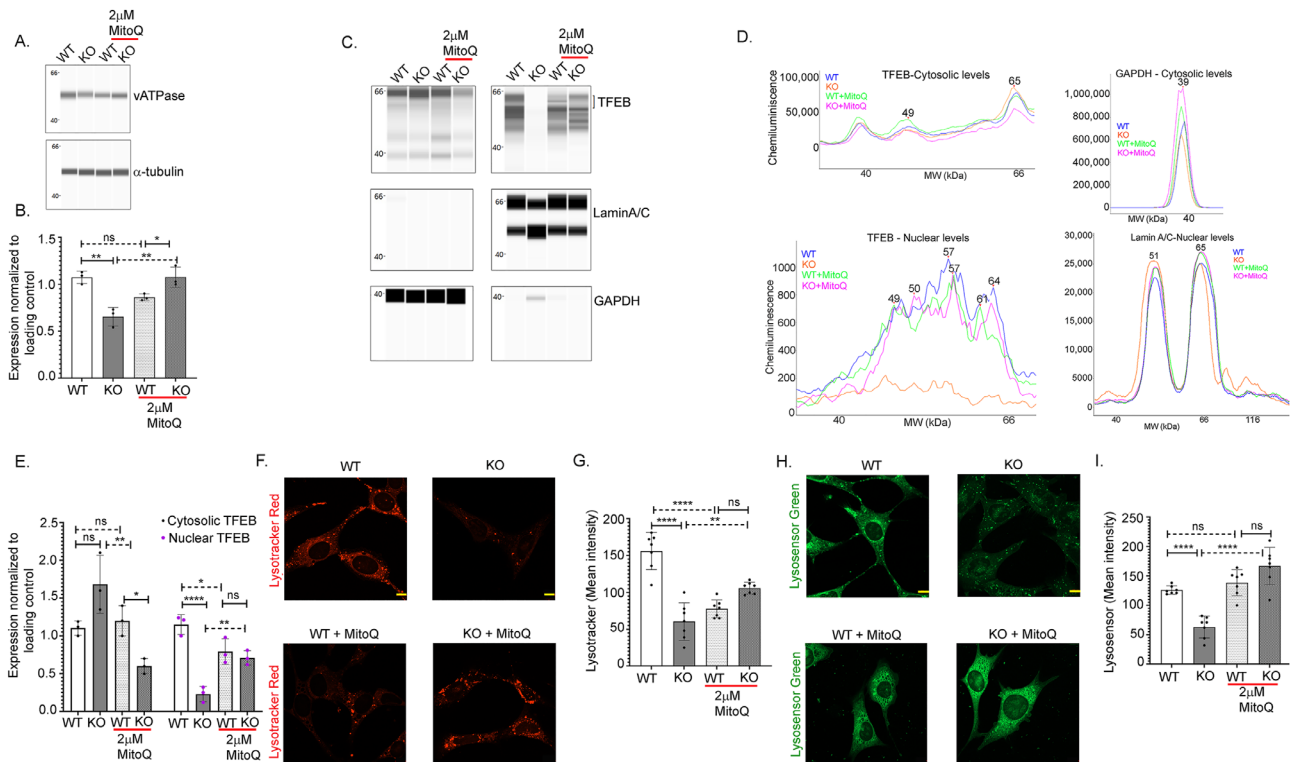 A.
2μM
MitoQ
WT
KO
WT
KO
66
vATPase
40
66
α-tubulin
40
B.
Expression normalized to
loading control
1.5
1.0
0.5
0.0
ns
*
**
**
WT
KO
WT
KO
2μM
MitoQ
C.
2μM
MitoQ
WT
KO
WT
KO
WT
KO
2μM
MitoQ
WT
KO
66
40
66
40
TFEB
66
40
66
40
LaminA/C
40
40
GAPDH
D.
TFEB-Cytosolic levels
Chemiluminiscence
100,000
50,000
0
WT
KO
WT+MitoQ
KO+MitoQ
49
65
40
66
MW (kDa)
GAPDH - Cytosolic levels
39
1,000,000
800,000
600,000
400,000
200,000
0
WT
KO
WT+MitoQ
KO+MitoQ
MW (kDa)
40
TFEB - Nuclear levels
Chemiluminescence
1000
800
600
400
200
0
WT
KO
WT+MitoQ
KO+MitoQ
49
50
57
57
61
64
40
66
MW (kDa)
Lamin A/C-Nuclear levels
30,000
25,000
20,000
15,000
10,000
5000
0
51
65
WT
KO
WT+MitoQ
KO+MitoQ
40
66
116
MW (kDa)
E.
Expression normalized to
loading control
2.5
2.0
1.5
1.0
0.5
0.0
Cytosolic TFEB
Nuclear TFEB
ns
ns
**
*
*
****
ns
**
WT
KO
WT
KO
2μM
MitoQ
WT
KO
WT
KO
2μM
MitoQ
F.
WT
KO
Lysotracker Red
WT + MitoQ
KO + MitoQ
Lysotracker Red
G.
Lysotracker (Mean intensity)
200
150
100
50
0
****
ns
****
**
WT
KO
WT
KO
2μM
MitoQ
H.
WT
KO
Lysosensor Green
WT + MitoQ
KO + MitoQ
Lysosensor Green
I.
Lysosensor (Mean intensity)
250
200
150
100
50
0
ns
ns
****
****
WT
KO
WT
KO
2μM
MitoQ